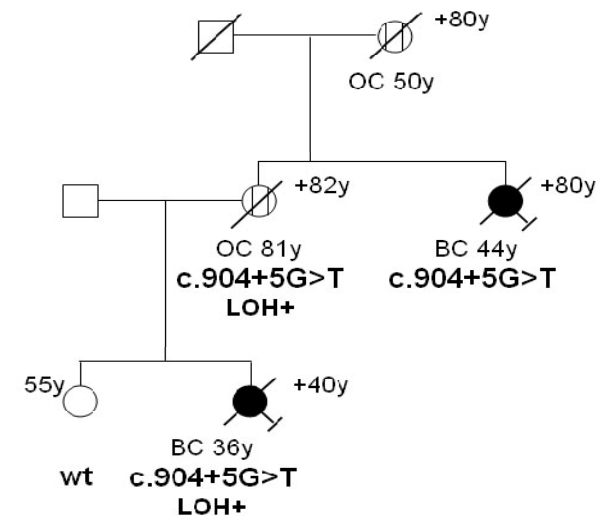 +80y
OC 50y
+82y
+80y
OC 81y
c.904+5G>T
LOH+
BC 44y
c.904+5G>T
55y
+40y
wt
BC 36y
c.904+5G>T
LOH+